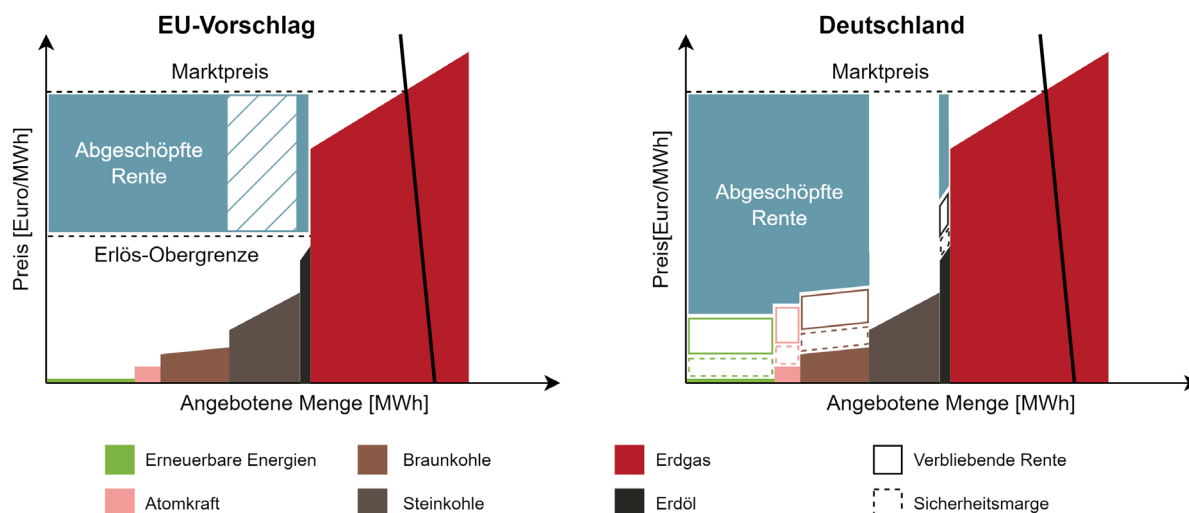 EU-Vorschlag
Marktpreis
Abgeschöpfte
Rente
Erlös-Obergrenze
Preis [Euro/MWh]
Angebotene Menge [MWh]
Deutschland
Marktpreis
Abgeschöpfte
Rente
Preis[Euro/MWh]
Angebotene Menge [MWh]
Erneuerbare Energien
Braunkohle
Erdgas
Verbliebende Rente
Atomkraft
Steinkohle
Erdöl
Sicherheitsmarge